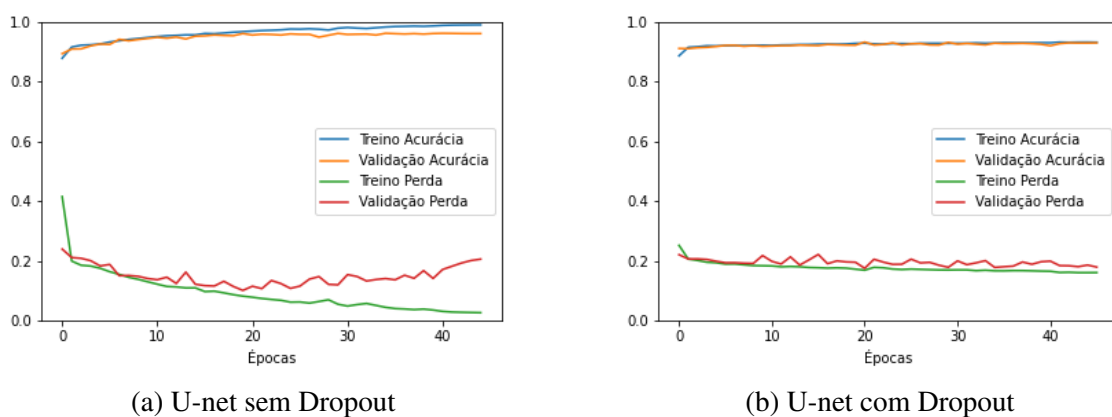 1.0
0.8
0.6
0.4
0.2
0.0
Treino Acurácia
Validação Acurácia
Treino Perda
Validação Perda
0 10 20 30 40
Épocas
(a) U-net sem Dropout
1.0
0.8
0.6
0.4
0.2
0.0
Treino Acurácia
Validação Acurácia
Treino Perda
Validação Perda
0 10 20 30 40
Épocas
(b) U-net com Dropout